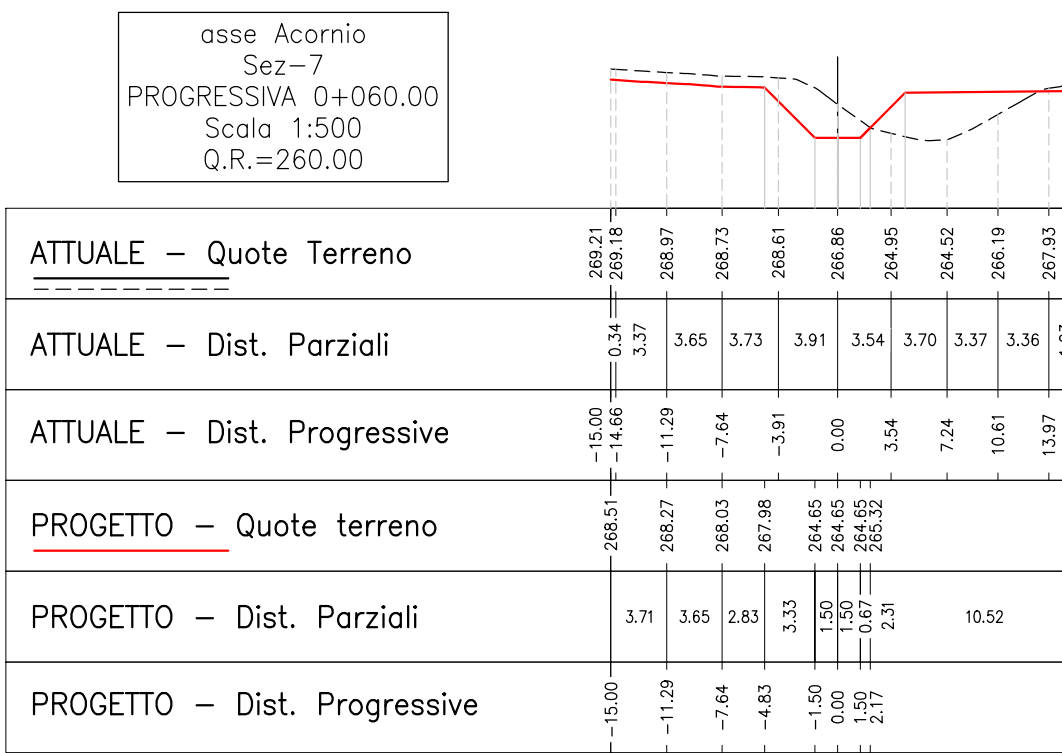 asse Acornio
Sez-7
PROGRESSIVA 0+060.00
Scala 1:500
Q.R.=260.00
ATTUALE - Quote Terreno
269.21 269.18 268.97 268.73 268.61 266.86 264.95 264.52 266.19 267.93
ATTUALE - Dist. Parziali
0.34 3.37 3.65 3.73 3.91 3.54 3.70 3.37 3.36
ATTUALE - Dist. Progressive
-15.00 -14.66 -11.29 -7.64 -3.91 0.00 3.54 7.24 10.61 13.97
PROGETTO - Quote terreno
268.51 268.27 268.03 267.98 264.65 264.65 264.65 265.32
PROGETTO - Dist. Parziali
3.71 3.65 2.83 3.33 1.50 1.50 0.67 2.31 10.52
PROGETTO - Dist. Progressive
-15.00 -11.29 -7.64 -4.83 -1.50 0.00 1.50 2.17